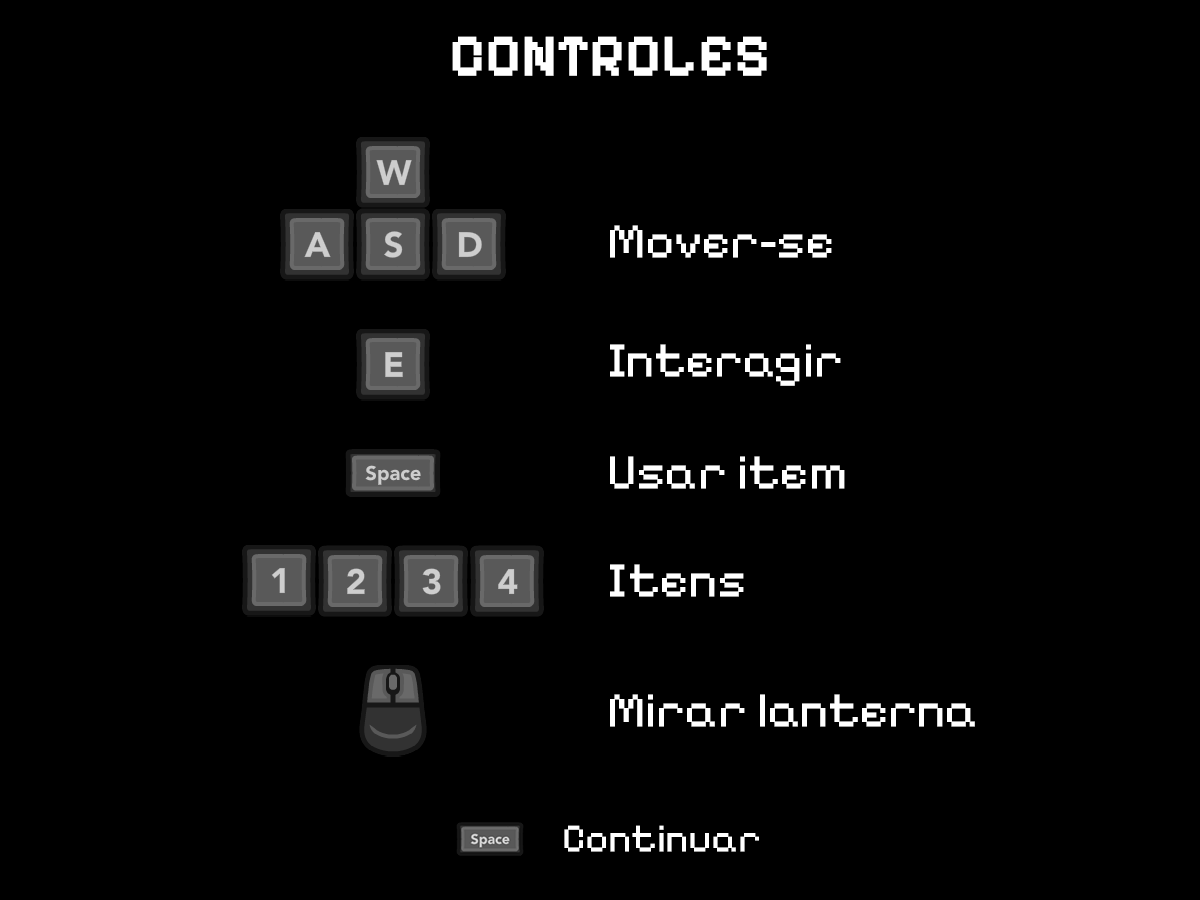 CONTROLES
W
A S D Mover-se
E Interagir
Space Usar item
1 2 3 4 Itens
Mirar lanterna
Space Continuar